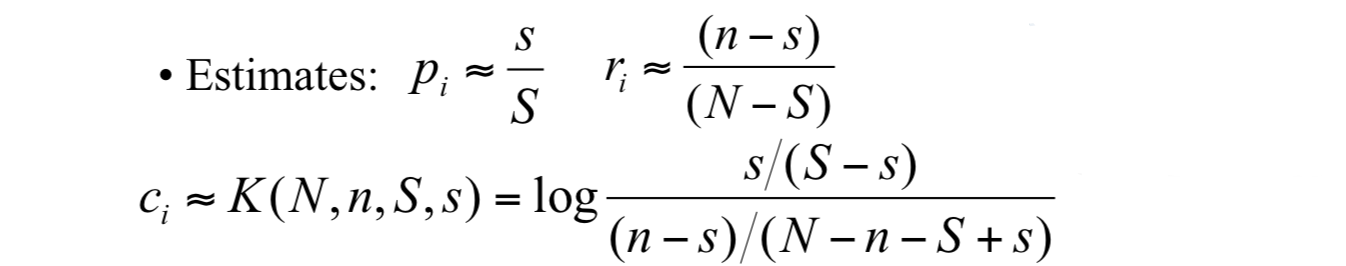 • Estimates: p_i ≈ s/S r_i ≈ (n – s)/(N – S)
c_i ≈ K(N,n,S,s) = log (s/(S – s))/((n – s)/(N – n – S + s))